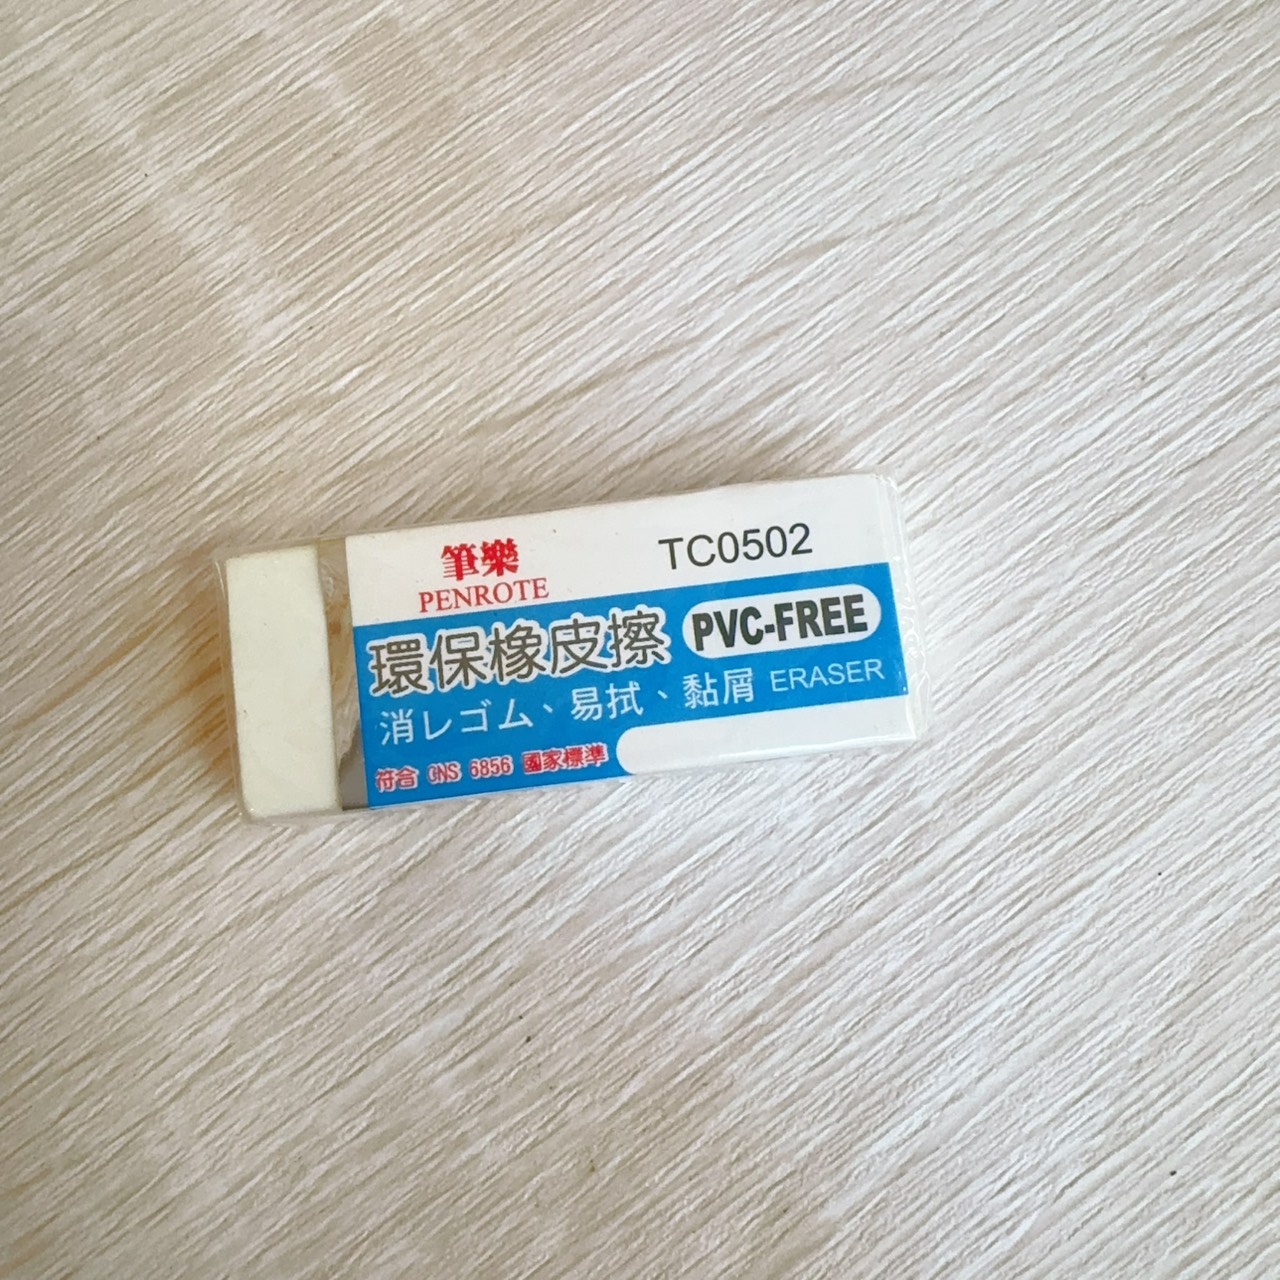 筆樂
PENROTE
TC0502
環保橡皮擦 PVC-FREE
消レゴム、易拭、黏屑 ERASER
符合 CNS 6856 國家標準